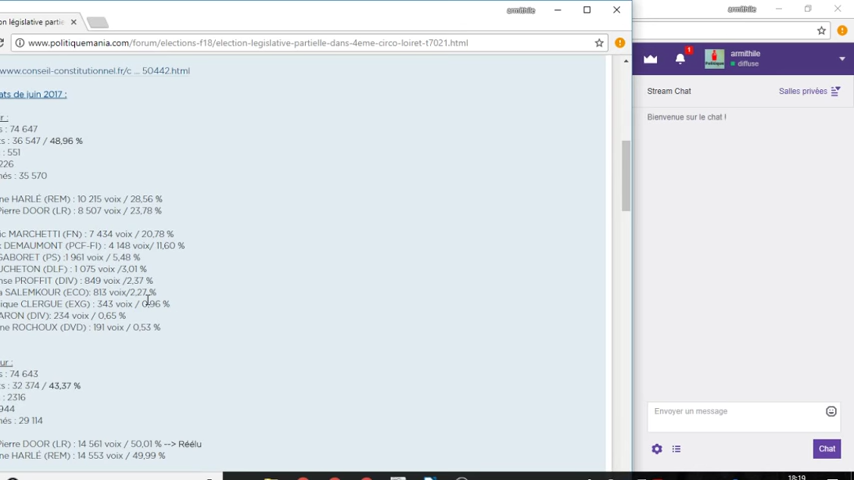 armithile
armithile
ion législative partie
www.politiquemania.com/forum/elections-f18/election-legislative-partielle-dans-4eme-circo-loiret-t7021.html
www.conseil-constitutionnel.fr/c ... 50442.html
ats de juin 2017 :
ur :
s : 74 647
ts : 36 547 / 48,96 %
: 551
226
nés : 35 570
ne HARLÉ (REM) : 10 215 voix / 28,56 %
Pierre DOOR (LR) : 8 507 voix / 23,78 %
ic MARCHETTI (FN) : 7 434 voix / 20,78 %
DEMAUMONT (PCF-FI) : 4 148 voix/ 11,60 %
GABORET (PS) :1 961 voix / 5,48 %
UCHETON (DLF) : 1 075 voix /3,01 %
nse PROFFIT (DIV) : 849 voix /2,37 %
a SALEMKOUR (ECO): 813 voix/2,27 %
ique CLERGUE (EXG) : 343 voix / 0,96 %
ARON (DIV): 234 voix / 0,65 %
ne ROCHOUX (DVD) : 191 voix / 0,53 %
ur :
s : 74 643
ts : 32 374 / 43,37 %
: 2316
944
nés : 29 114
Pierre DOOR (LR) : 14 561 voix / 50,01 % --> Réélu
ne HARLÉ (REM) : 14 553 voix / 49,99 %
1
armithile
diffuse
Stream Chat
Salles privées
Bienvenue sur le chat !
Envoyer un message
Chat
18:19